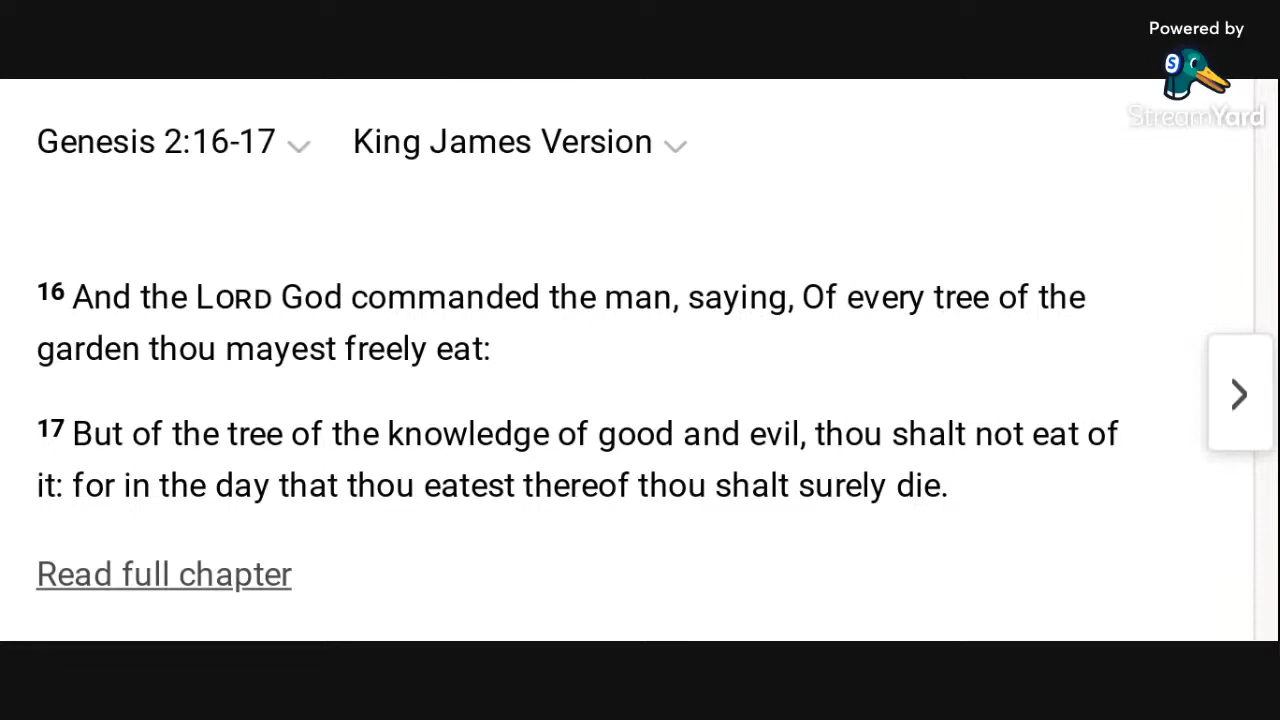 Powered by
S
StreamYard
Genesis 2:16-17 King James Version
16 And the LORD God commanded the man, saying, Of every tree of the
garden thou mayest freely eat:
17 But of the tree of the knowledge of good and evil, thou shalt not eat of
it: for in the day that thou eatest thereof thou shalt surely die.
Read full chapter